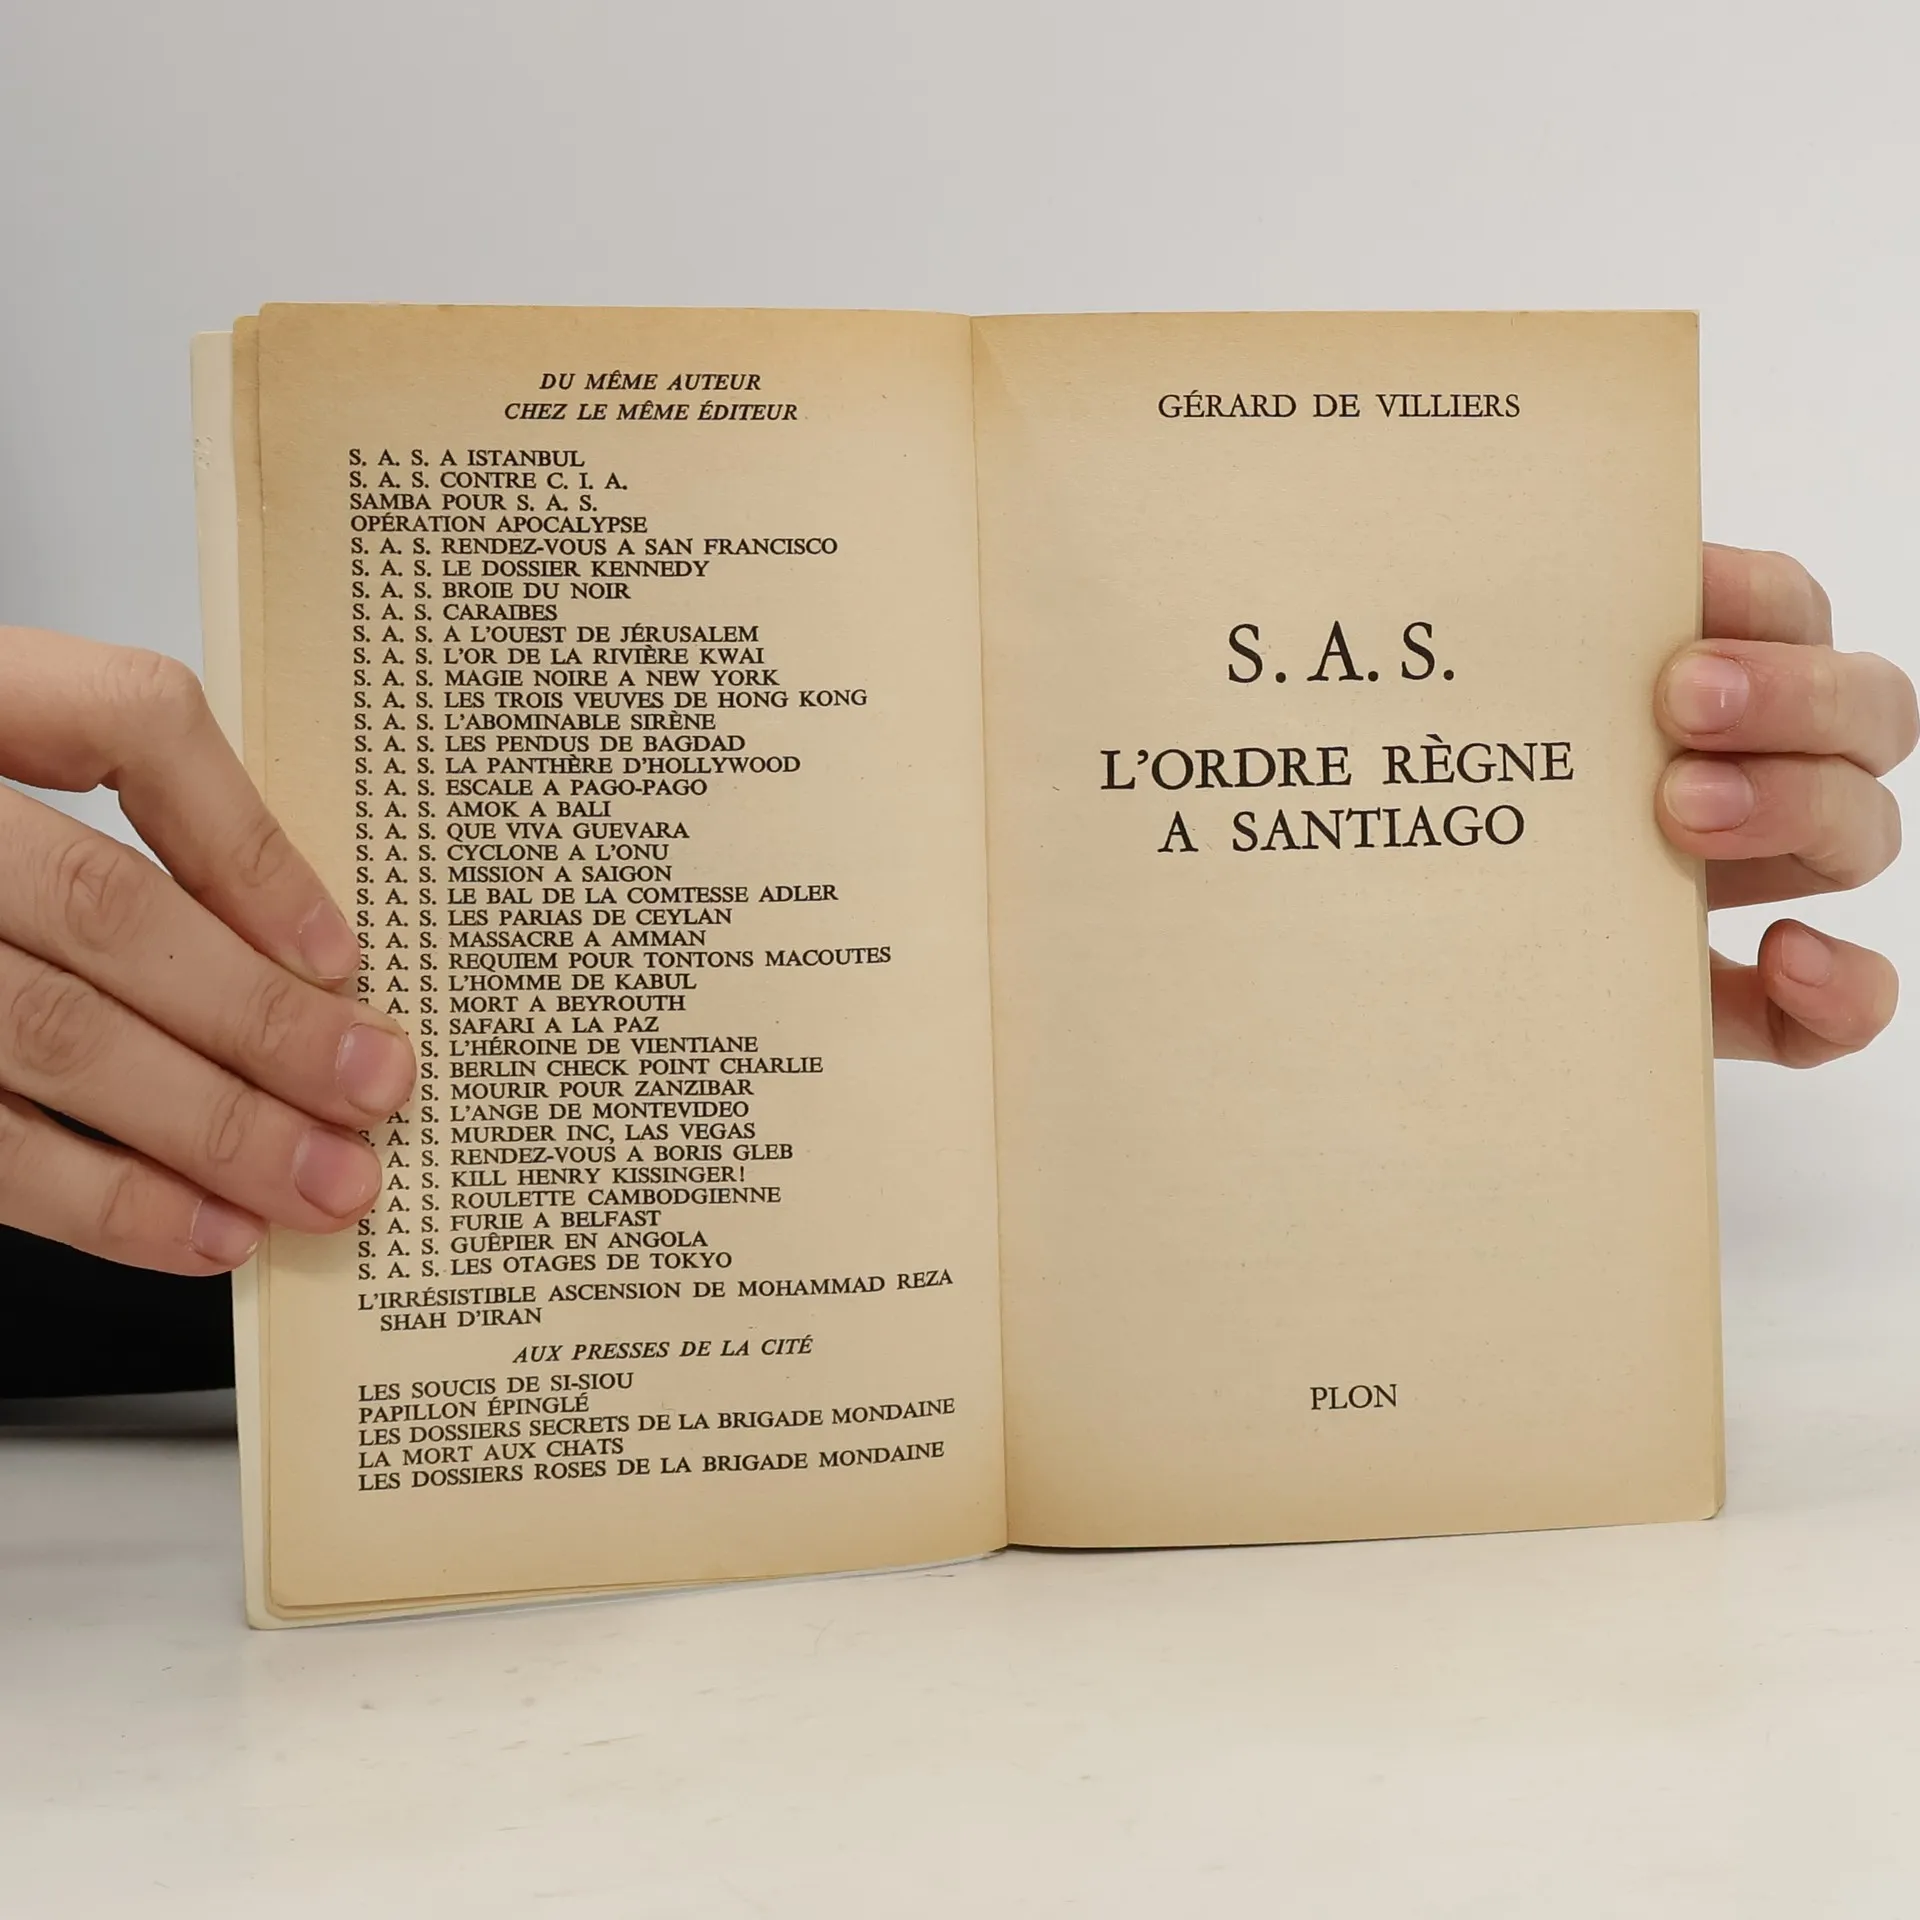 DU MÊME AUTEUR
CHEZ LE MÊME ÉDITEUR
S. A. S. A ISTANBUL
S. A. S. CONTRE C. I. A.
SAMBA POUR S. A. S.
OPÉRATION APOCALYPSE
S. A. S. RENDEZ-VOUS A SAN FRANCISCO
S. A. S. LE DOSSIER KENNEDY
S. A. S. BROIE DU NOIR
S. A. S. CARAIBES
S. A. S. A L'OUEST DE JÉRUSALEM
S. A. S. L'OR DE LA RIVIÈRE KWAI
S. A. S. MAGIE NOIRE A NEW YORK
S. A. S. LES TROIS VEUVES DE HONG KONG
S. A. S. L'ABOMINABLE SIRÈNE
S. A. S. LES PENDUS DE BAGDAD
S. A. S. LA PANTHÈRE D'HOLLYWOOD
S. A. S. ESCALE A PAGO-PAGO
S. A. S. AMOK A BALI
S. A. S. QUE VIVA GUEVARA
S. A. S. CYCLONE A L'ONU
S. A. S. MISSION A SAIGON
S. A. S. LE BAL DE LA COMTESSE ADLER
S. A. S. LES PARIAS DE CEYLAN
S. A. S. MASSACRE A AMMAN
S. A. S. REQUIEM POUR TONTONS MACOUTES
S. A. S. L'HOMME DE KABUL
A. S. MORT A BEYROUTH
S. SAFARI A LA PAZ
S. L'HÉROINE DE VIENTIANE
S. BERLIN CHECK POINT CHARLIE
S. MOURIR POUR ZANZIBAR
A. S. L'ANGE DE MONTEVIDEO
S. A. S. MURDER INC, LAS VEGAS
A. S. RENDEZ-VOUS A BORIS GLEB
A. S. KILL HENRY KISSINGER!
A. S. ROULETTE CAMBODGIENNE
S. A. S. FURIE A BELFAST
S. A. S. GUÊPIER EN ANGOLA
S. A. S. LES OTAGES DE TOKYO
L'IRRÉSISTIBLE ASCENSION DE MOHAMMAD REZA
SHAH D'IRAN
AUX PRESSES DE LA CITÉ
LES SOUCIS DE SI-SIOU
PAPILLON ÉPINGLÉ
LES DOSSIERS SECRETS DE LA BRIGADE MONDAINE
LA MORT AUX CHATS
LES DOSSIERS ROSES DE LA BRIGADE MONDAINE
GÉRARD DE VILLIERS
S. A. S.
L'ORDRE RÈGNE
A SANTIAGO
PLON